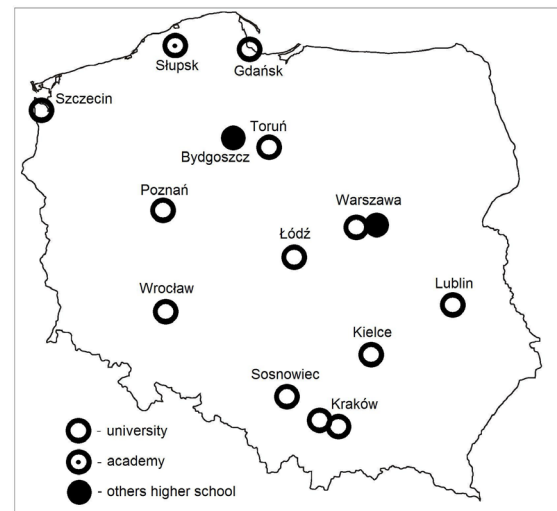 Słupsk
Gdańsk
Szczecin
Toruń
Bydgoszcz
Poznań
Warszawa
Łódź
Wrocław
Lublin
Kielce
Sosnowiec
Kraków
- university
- academy
- others higher school